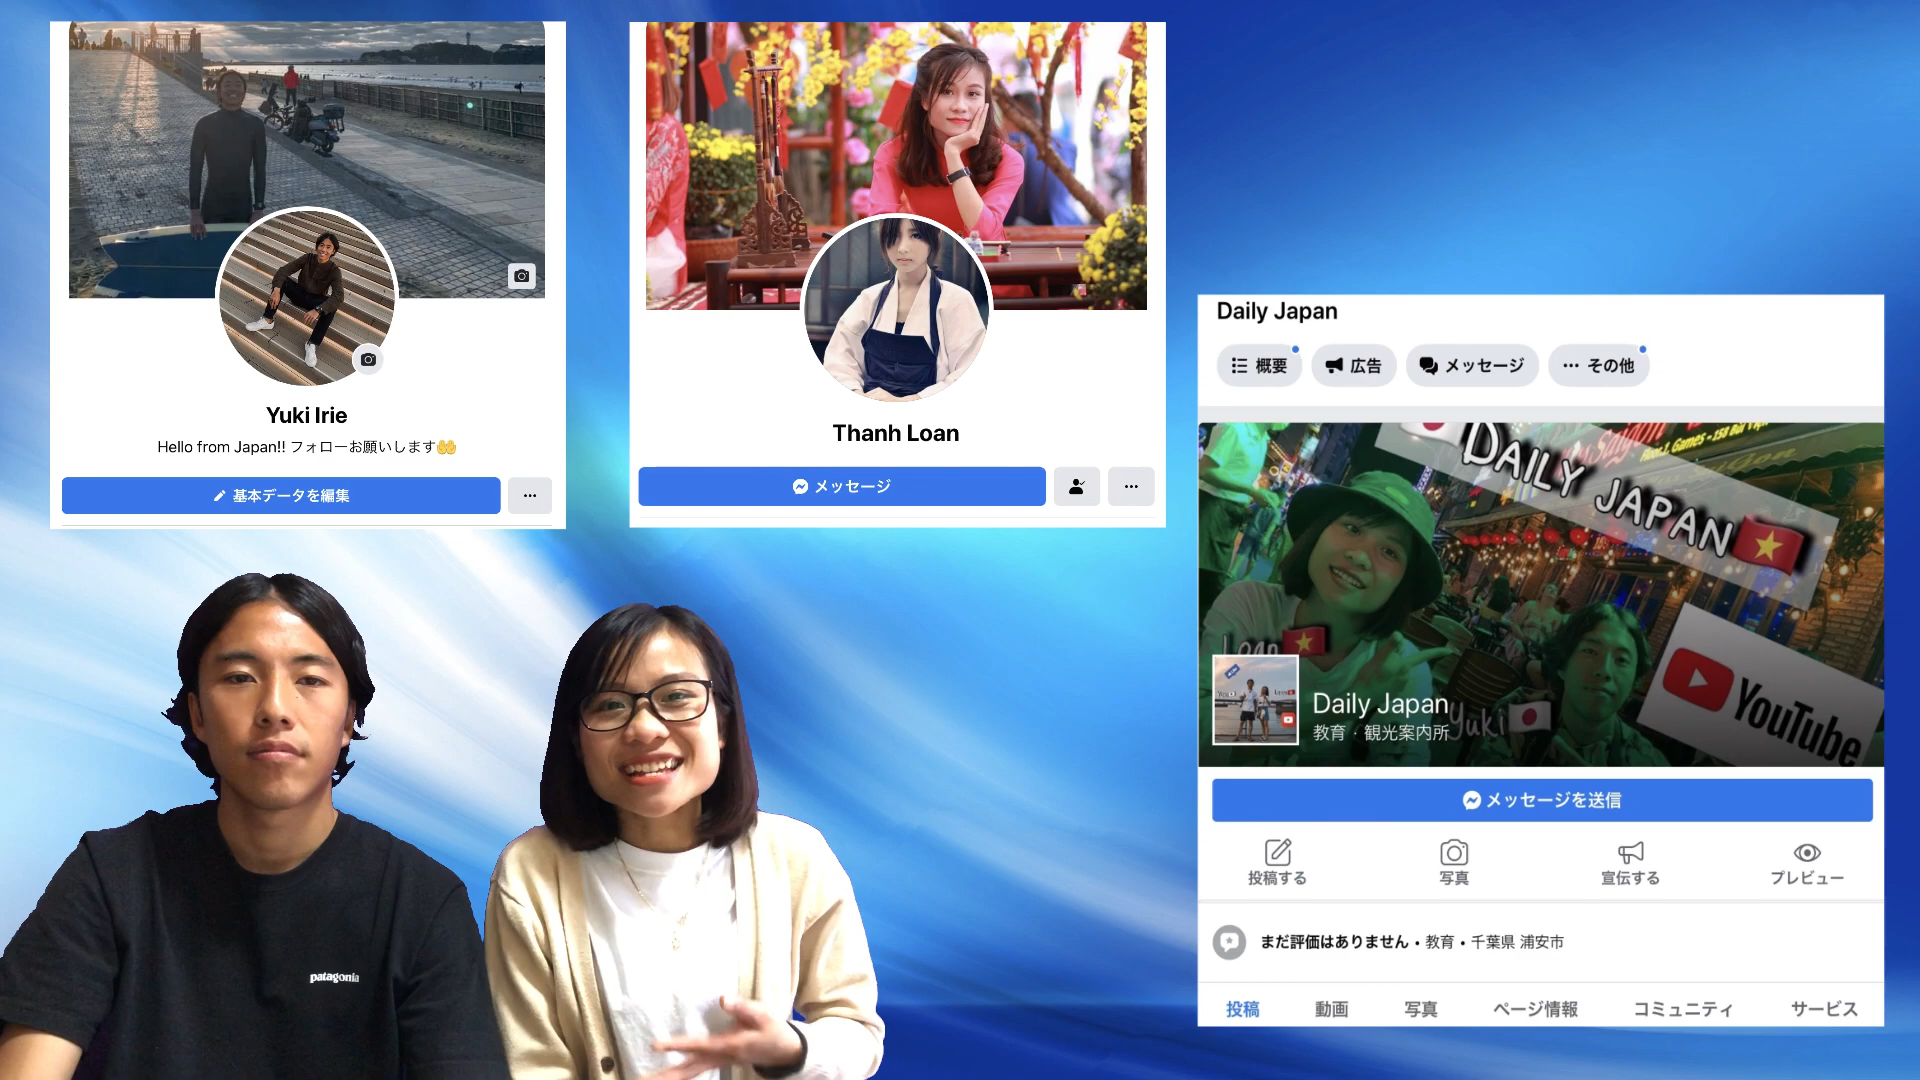 Yuki Irie
Hello from Japan!! フォローお願いします🤲
基本データを編集
Thanh Loan
メッセージ
Daily Japan
概要
広告
メッセージ
その他
DAILY JAPAN
Loan
Yuki
YouTube
Daily Japan
教育・観光案内所
メッセージを送信
投稿する
写真
宣伝する
プレビュー
まだ評価はありません・教育・千葉県 浦安市
投稿
動画
写真
ページ情報
コミュニティ
サービス
patagonia